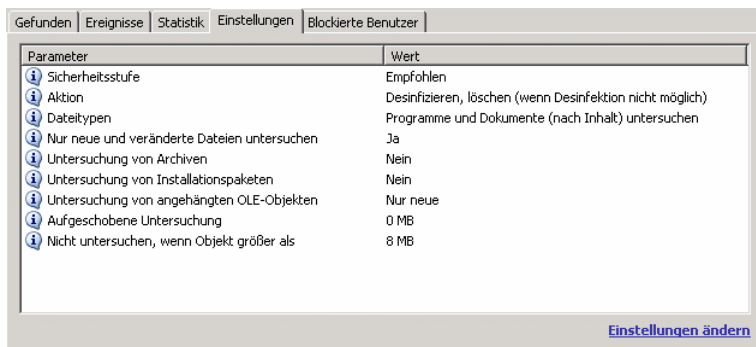 Gefunden Ereignisse Statistik Einstellungen Blockierte Benutzer
Parameter Wert
Sicherheitsstufe Empfohlen
Aktion Desinfizieren, löschen (wenn Desinfektion nicht möglich)
Dateitypen Programme und Dokumente (nach Inhalt) untersuchen
Nur neue und veränderte Dateien untersuchen Ja
Untersuchung von Archiven Nein
Untersuchung von Installationspaketen Nein
Untersuchung von angehängten OLE-Objekten Nur neue
Aufgeschobene Untersuchung 0 MB
Nicht untersuchen, wenn Objekt größer als 8 MB
Einstellungen ändern